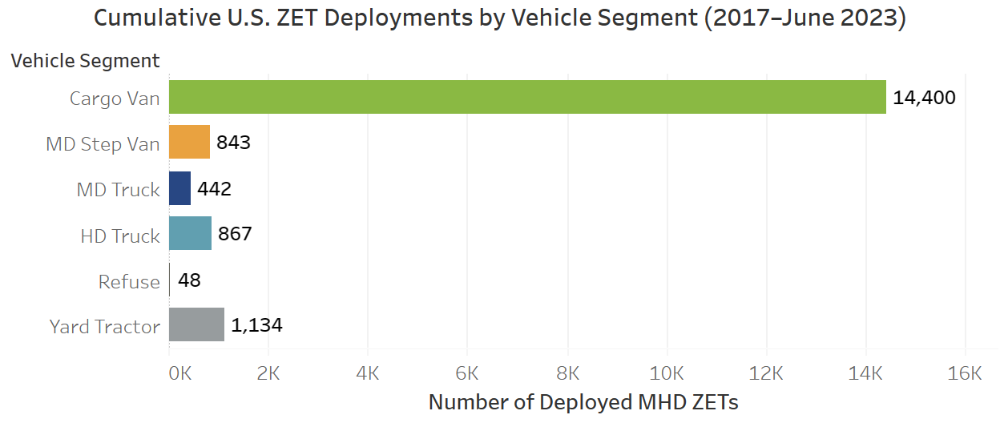 Cumulative U.S. ZET Deployments by Vehicle Segment (2017–June 2023)
Vehicle Segment
Cargo Van 14,400
MD Step Van 843
MD Truck 442
HD Truck 867
Refuse 48
Yard Tractor 1,134
0K 2K 4K 6K 8K 10K 12K 14K 16K
Number of Deployed MHD ZETs